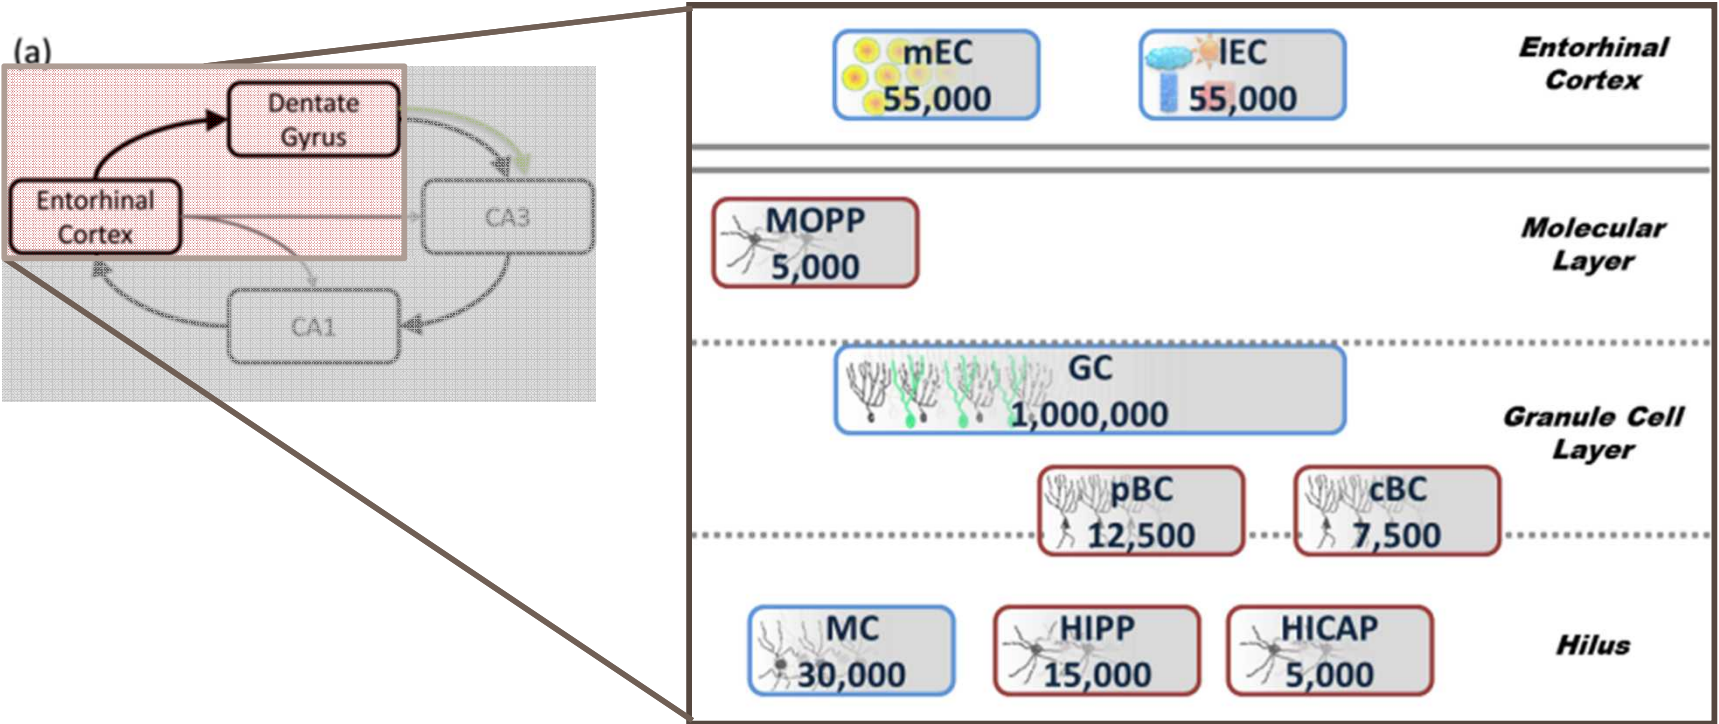 (a)
Dentate
Gyrus
Entorhinal
Cortex
CA3
CA1
mEC
55,000
lEC
55,000
Entorhinal
Cortex
MOPP
5,000
Molecular
Layer
GC
1,000,000
Granule Cell
Layer
pBC
12,500
cBC
7,500
MC
30,000
HIPP
15,000
HICAP
5,000
Hilus